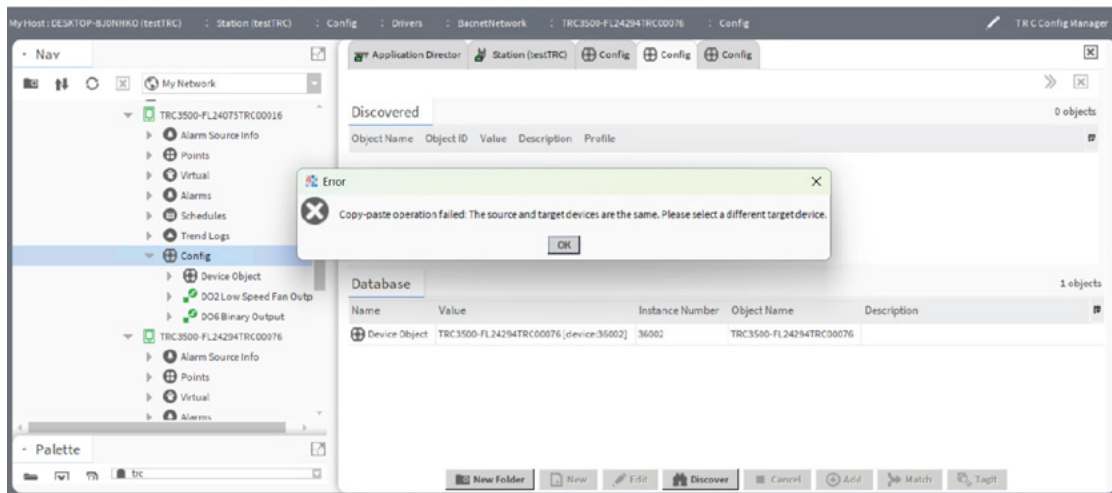 My Host : DESKTOP-BJ0NHKO (testTRC) : Station (testTRC) : Config : Drivers : BacnetNetwork : TRC3500-FL24294TRC00076 : Config TRC Config Manager
Nav
Application Director Station (testTRC) Config Config Config
My Network
TRC3500-FL24075TRC00016
Discovered 0 objects
Alarm Source Info
Object Name Object ID Value Description Profile
Points
Virtual
Error
Alarms
Copy-paste operation failed: The source and target devices are the same. Please select a different target device.
Schedules
Trend Logs
OK
Config
Device Object
Database 1 objects
DO2 Low Speed Fan Outp
Name Value Instance Number Object Name Description
DO6 Binary Output
Device Object TRC3500-FL24294TRC00076 [device:36002] 36002 TRC3500-FL24294TRC00076
TRC3500-FL24294TRC00076
Alarm Source Info
Points
Virtual
Alarms
Palette
trc
New Folder New Edit Discover Cancel Add Match TagIt